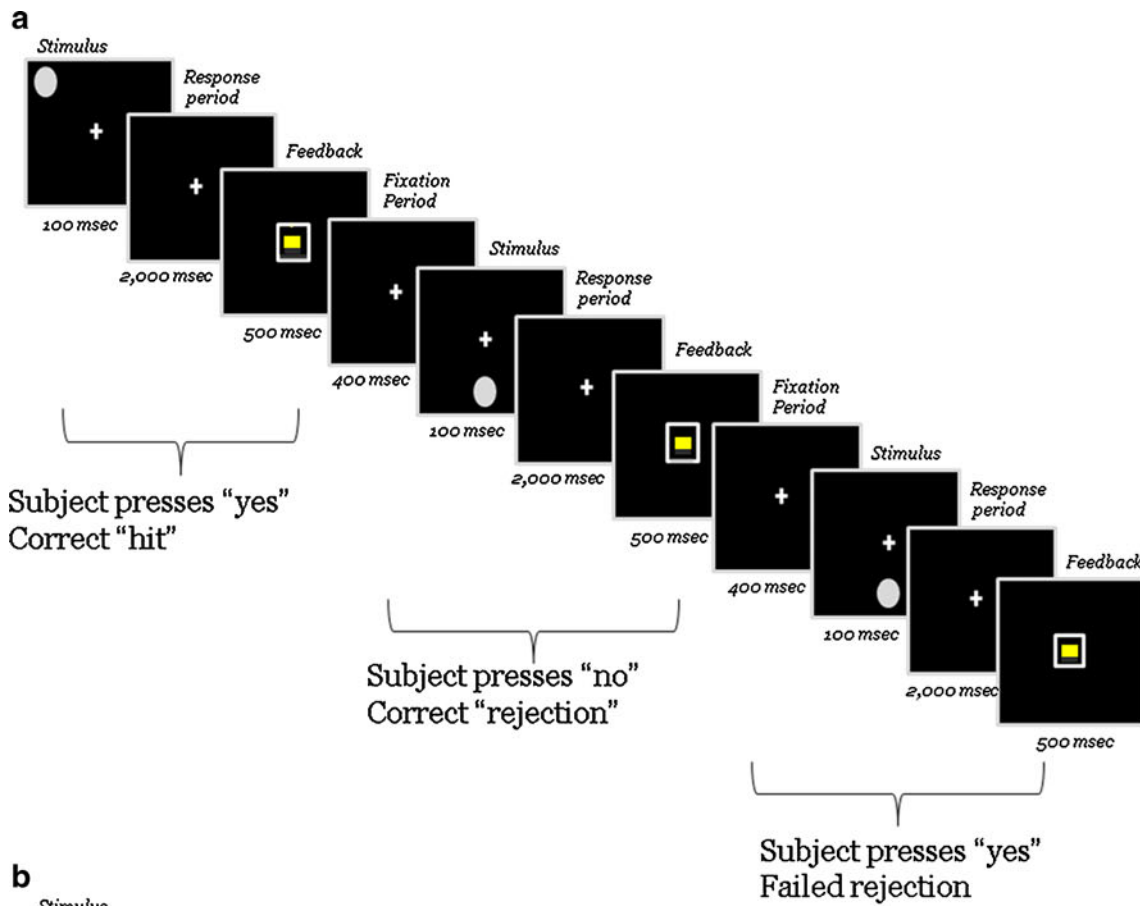 a
Stimulus
Response
period
Feedback
Fixation
Period
Stimulus
Response
period
Feedback
Fixation
Period
Stimulus
Response
period
Feedback
100 msec
2,000 msec
500 msec
400 msec
100 msec
2,000 msec
500 msec
400 msec
100 msec
2,000 msec
500 msec
Subject presses “yes”
Correct “hit”
Subject presses “no”
Correct “rejection”
Subject presses “yes”
Failed rejection
b
Stimulus